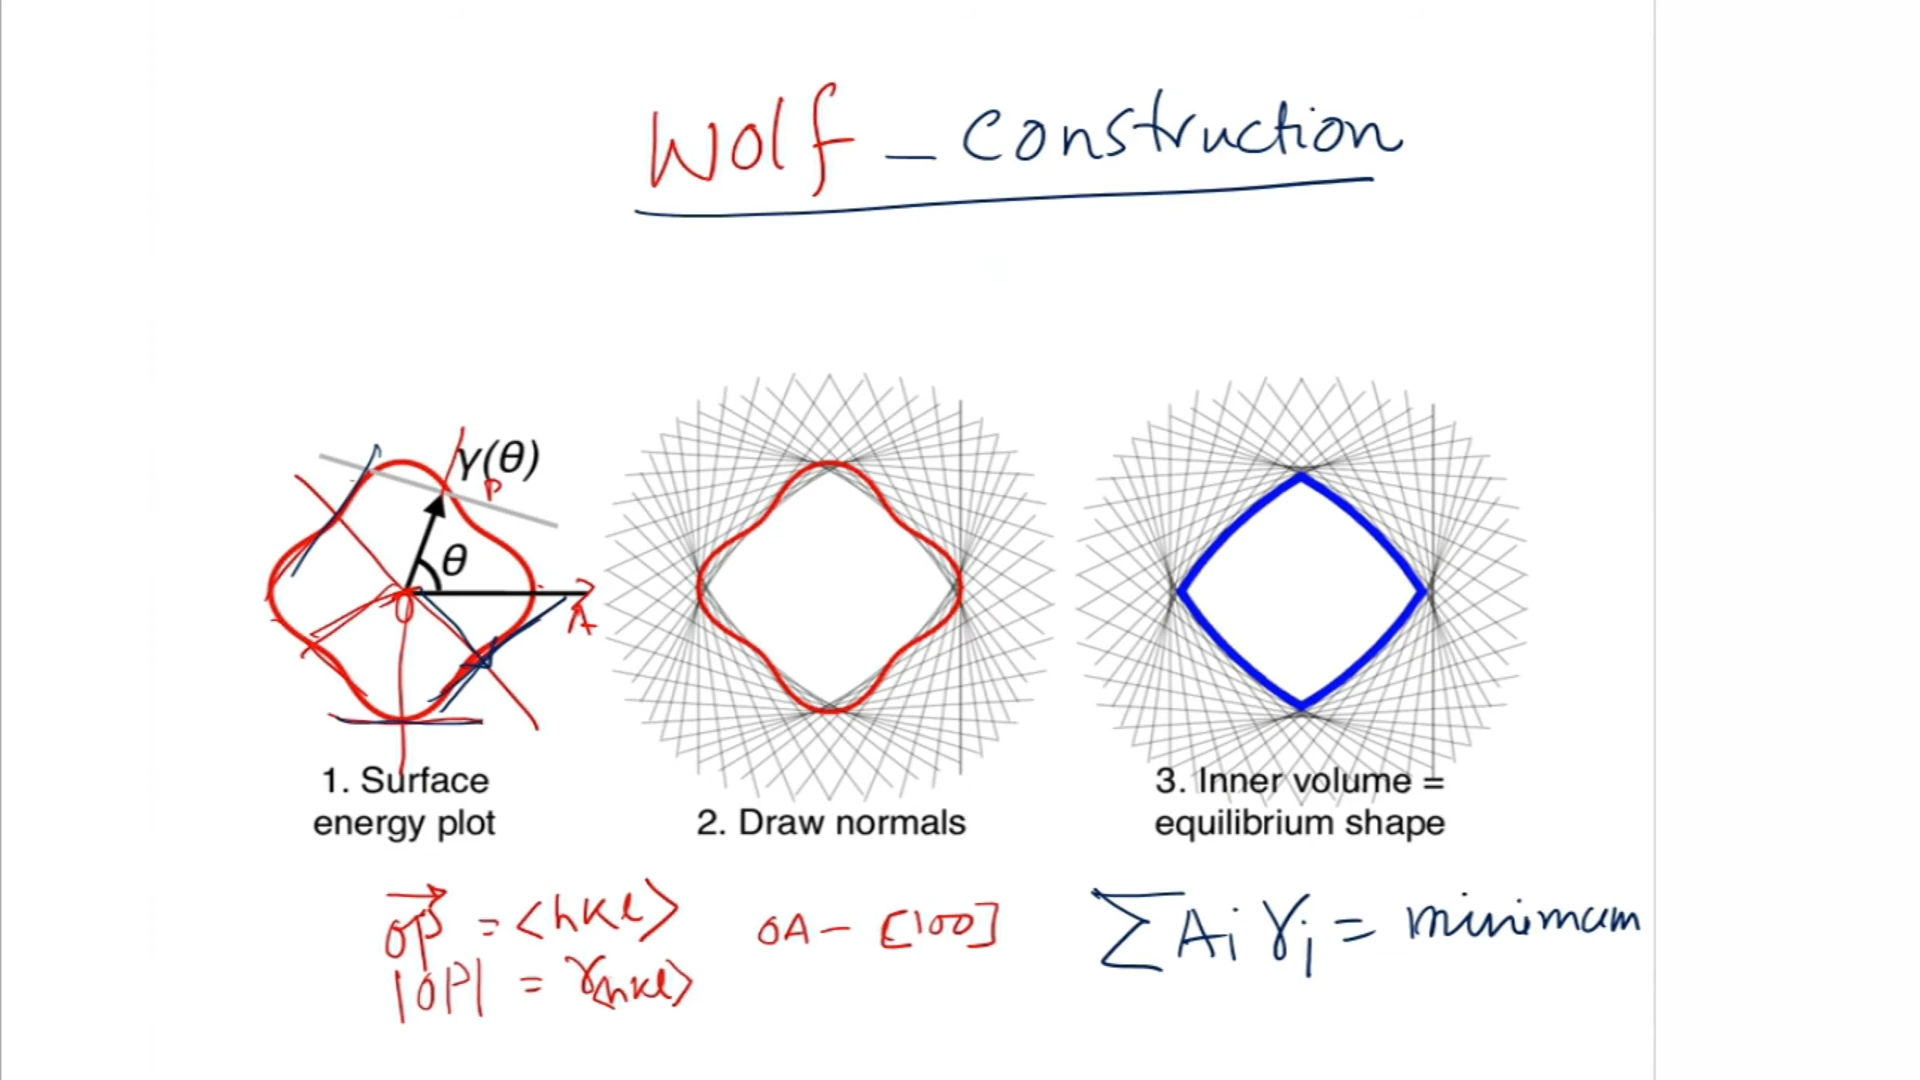 Wolf – construction
γ(θ)
P
θ
O
A
1. Surface
energy plot
2. Draw normals
3. Inner volume =
equilibrium shape
OP = <hkl>
OA – [100]
ΣAi γi = minimum
|OP| = γ<hkl>